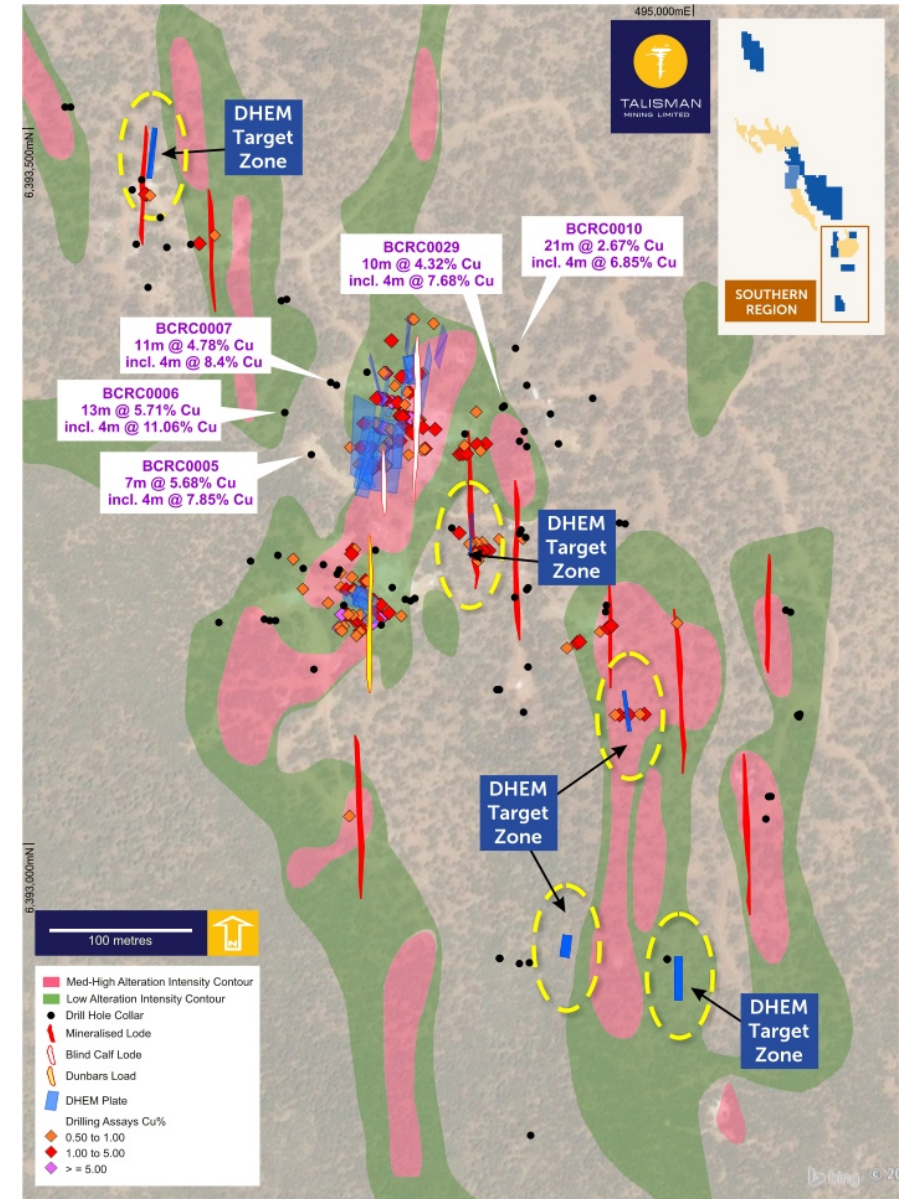 495,000mE
TALISMAN
MINING LIMITED
SOUTHERN
REGION
6,393,500mN
DHEM
Target
Zone
BCRC0029
10m @ 4.32% Cu
incl. 4m @ 7.68% Cu
BCRC0010
21m @ 2.67% Cu
incl. 4m @ 6.85% Cu
BCRC0007
11m @ 4.78% Cu
incl. 4m @ 8.4% Cu
BCRC0006
13m @ 5.71% Cu
incl. 4m @ 11.06% Cu
BCRC0005
7m @ 5.68% Cu
incl. 4m @ 7.85% Cu
DHEM
Target
Zone
DHEM
Target
Zone
6,393,000mN
DHEM
Target
Zone
100 metres
N
Med-High Alteration Intensity Contour
Low Alteration Intensity Contour
Drill Hole Collar
Mineralised Lode
Blind Calf Lode
Dunbars Load
DHEM Plate
Drilling Assays Cu%
0.50 to 1.00
1.00 to 5.00
> = 5.00
bing © 20